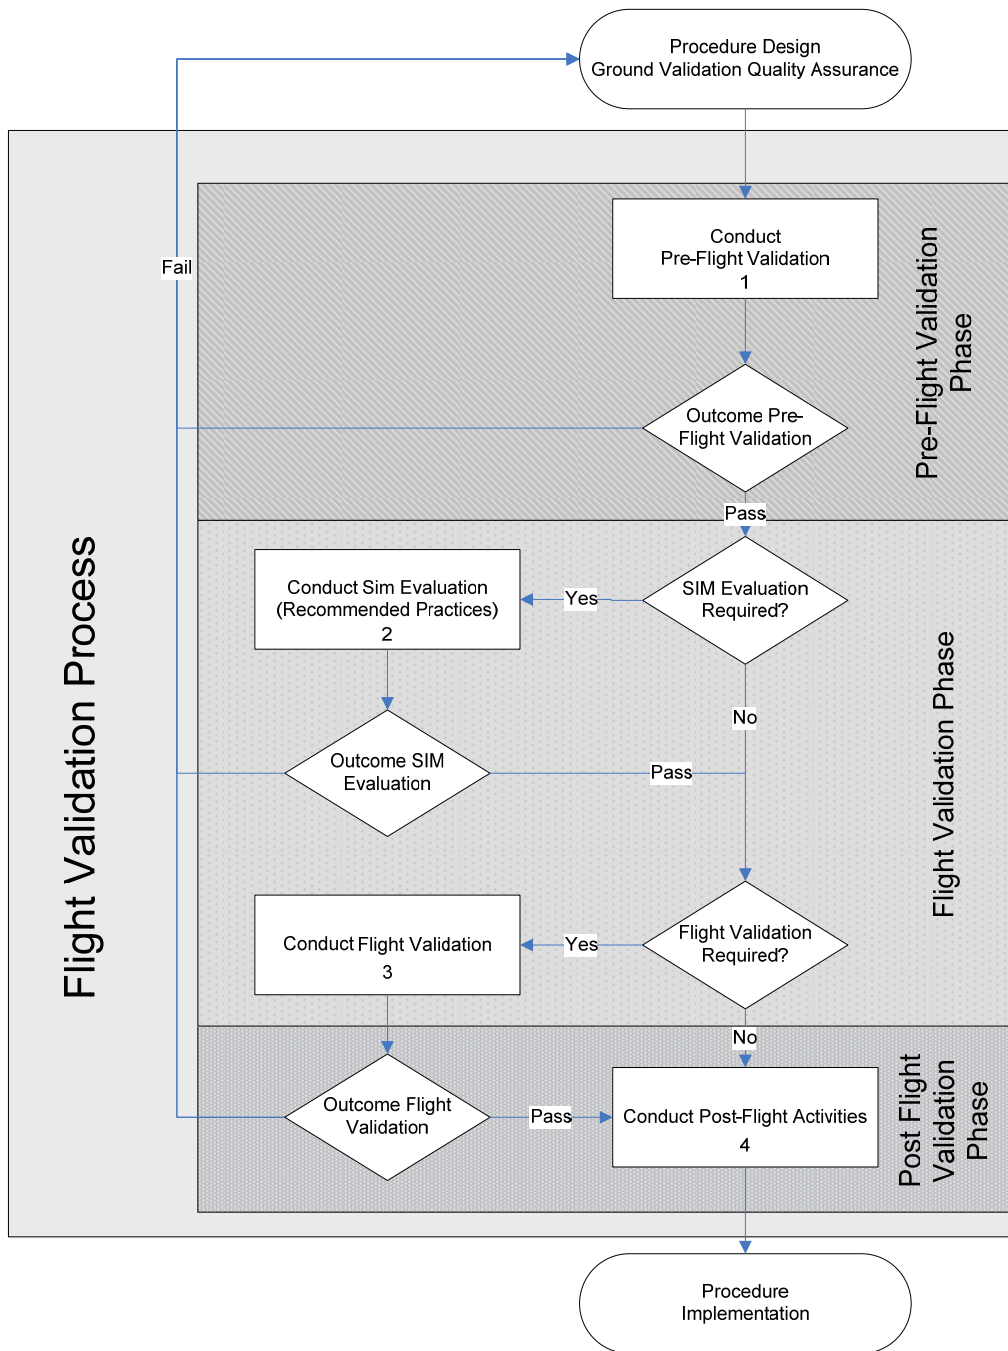 Procedure Design
Ground Validation Quality Assurance
Fail
Conduct
Pre-Flight Validation
1
Pre-Flight Validation
Phase
Outcome Pre-
Flight Validation
Pass
SIM Evaluation
Required?
Yes
Conduct Sim Evaluation
(Recommended Practices)
2
No
Outcome SIM
Evaluation
Pass
Flight Validation Phase
Flight Validation Process
Flight Validation
Required?
Yes
Conduct Flight Validation
3
No
Outcome Flight
Validation
Pass
Conduct Post-Flight Activities
4
Post Flight
Validation
Phase
Procedure
Implementation